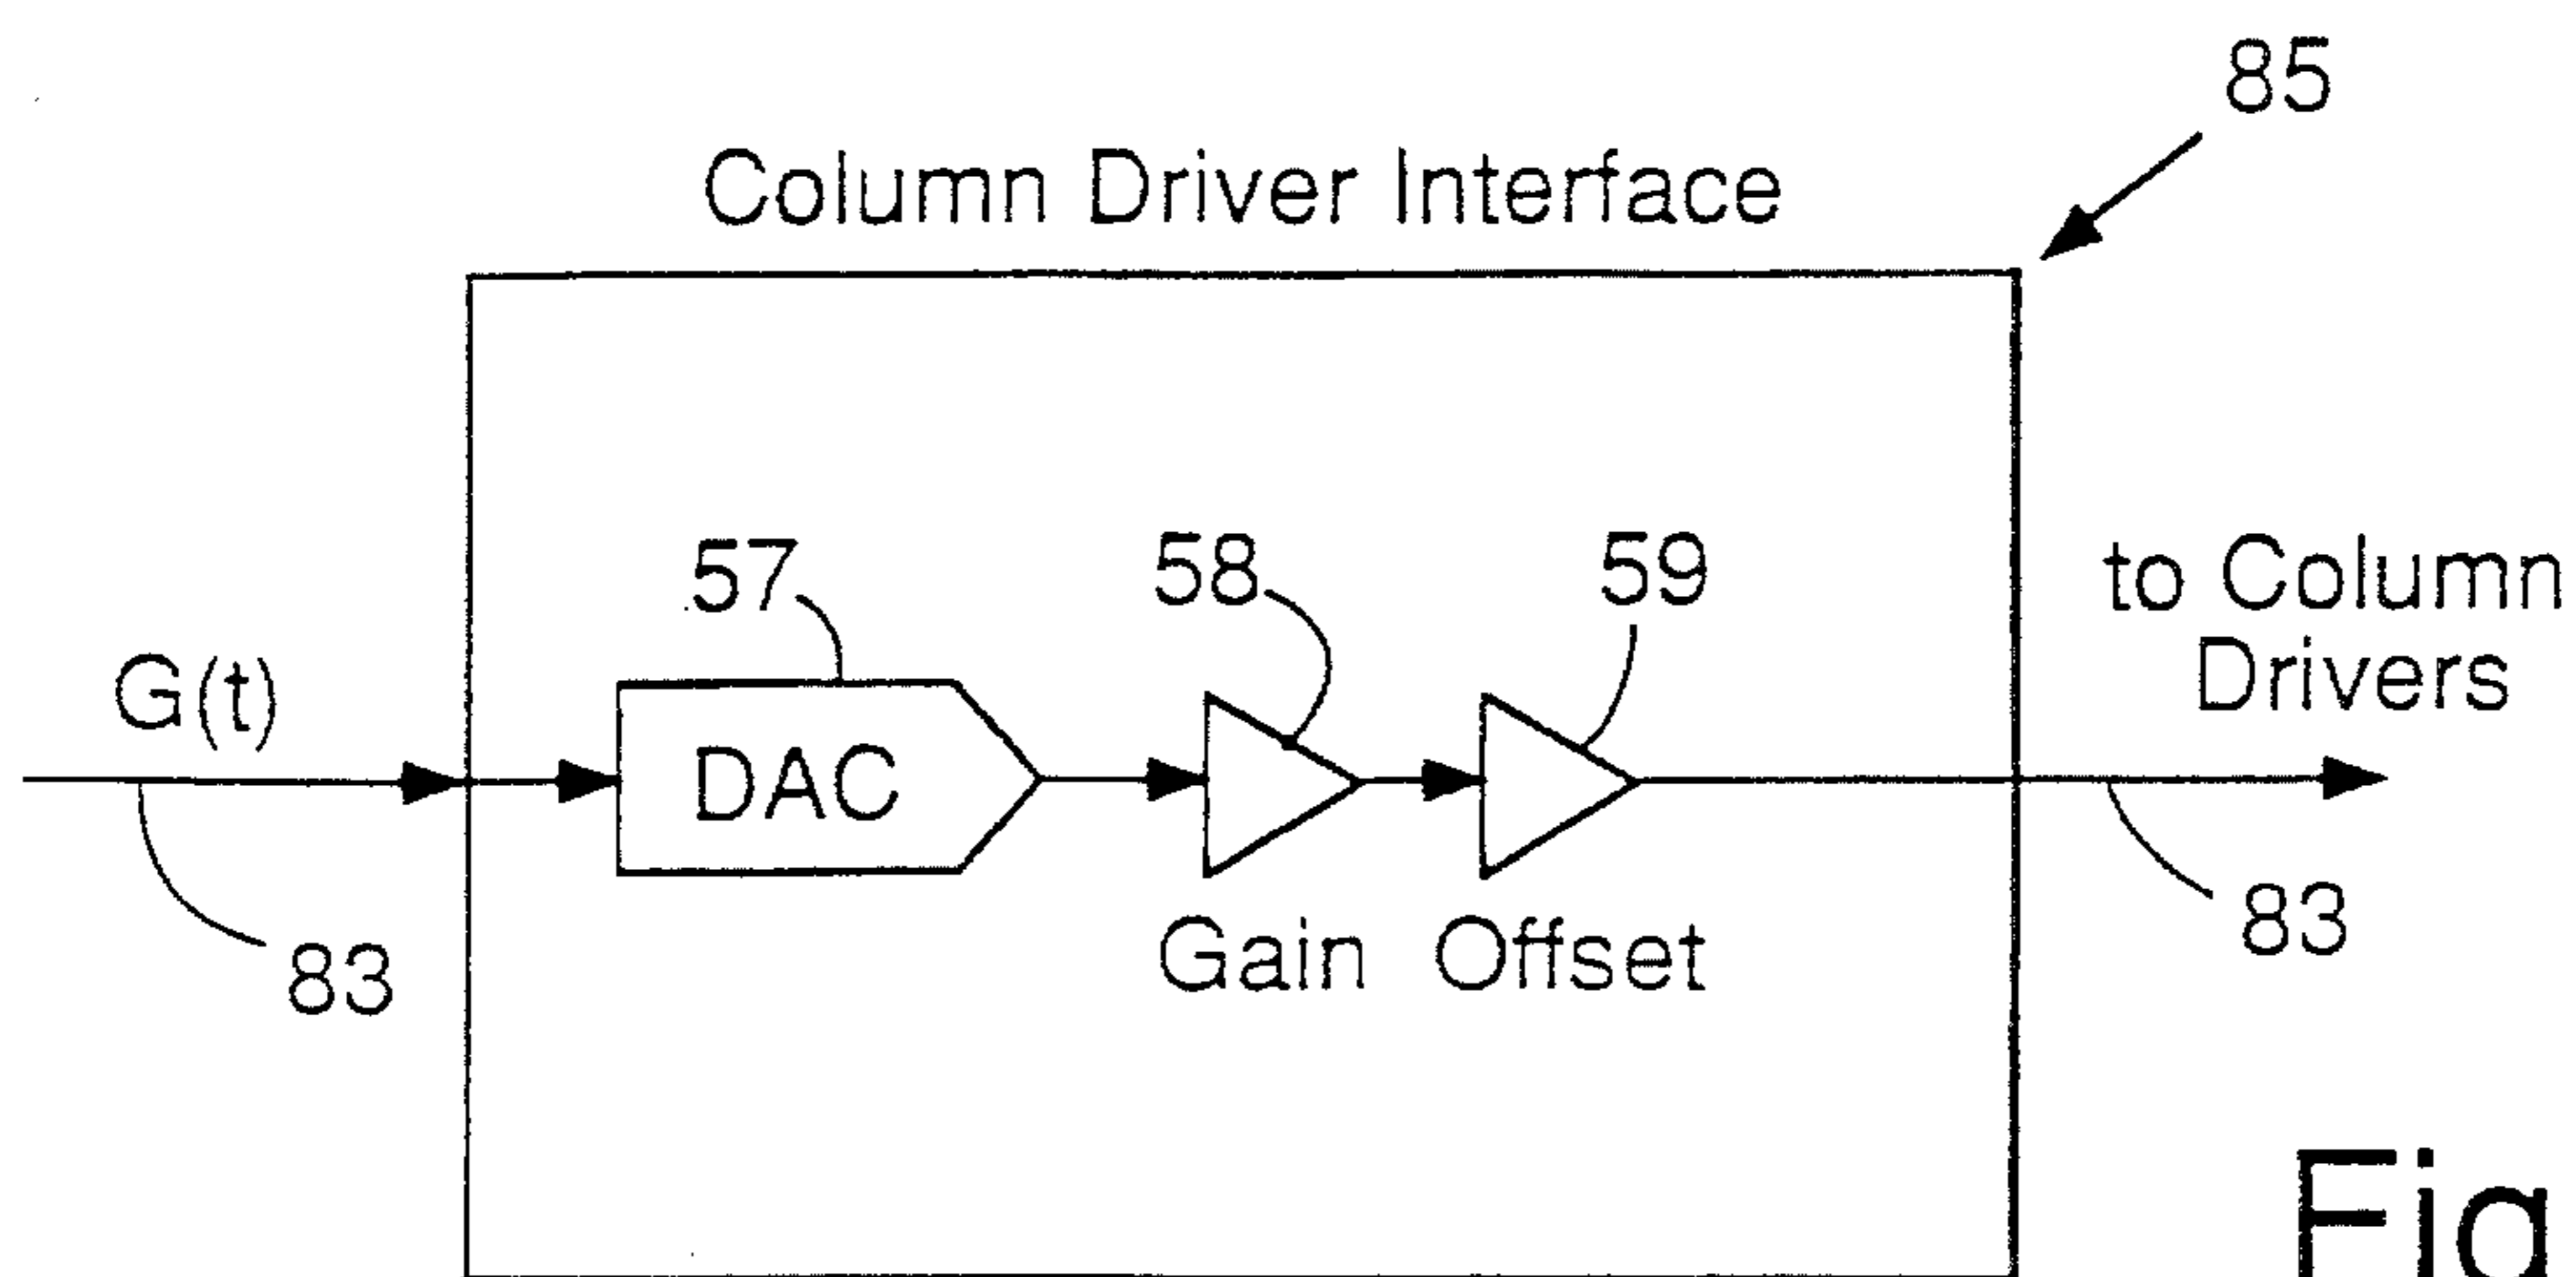 85
Column Driver Interface
57
58
59
to Column
Drivers
G(t)
DAC
83
83
Gain
Offset
Fig